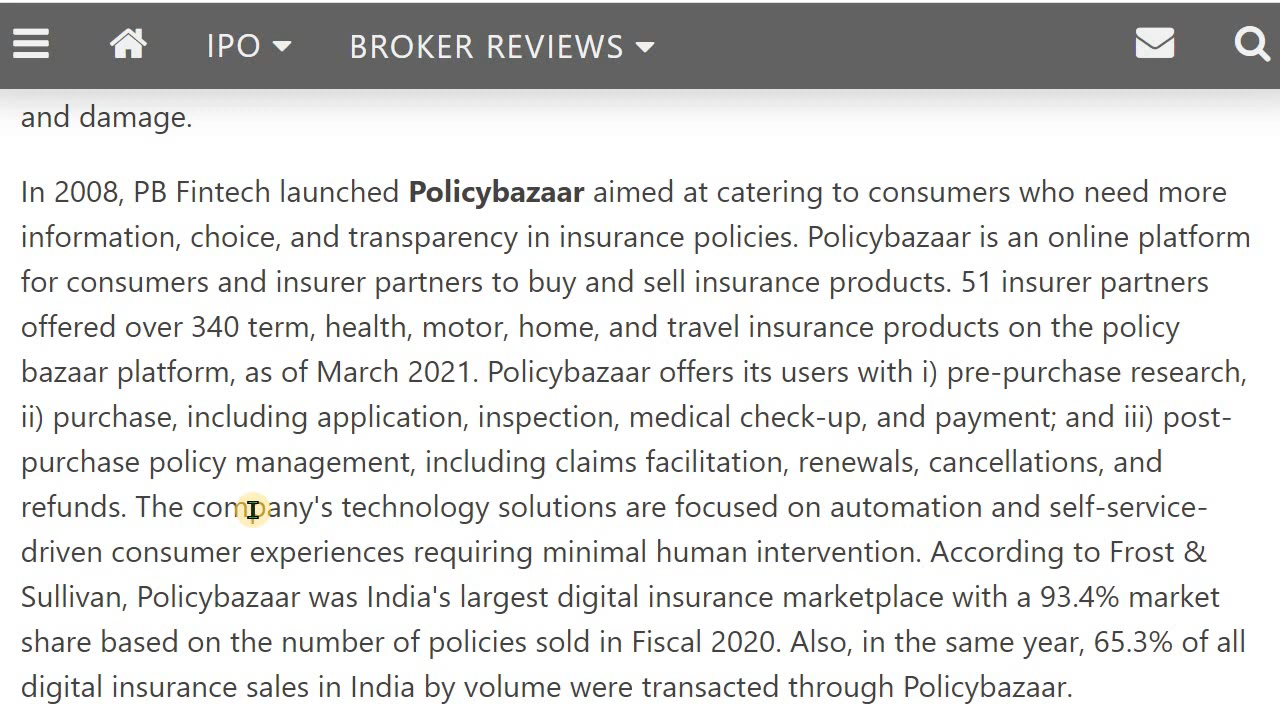 IPO
BROKER REVIEWS
and damage.
In 2008, PB Fintech launched Policybazaar aimed at catering to consumers who need more
information, choice, and transparency in insurance policies. Policybazaar is an online platform
for consumers and insurer partners to buy and sell insurance products. 51 insurer partners
offered over 340 term, health, motor, home, and travel insurance products on the policy
bazaar platform, as of March 2021. Policybazaar offers its users with i) pre-purchase research,
ii) purchase, including application, inspection, medical check-up, and payment; and iii) post-
purchase policy management, including claims facilitation, renewals, cancellations, and
refunds. The company's technology solutions are focused on automation and self-service-
driven consumer experiences requiring minimal human intervention. According to Frost &
Sullivan, Policybazaar was India's largest digital insurance marketplace with a 93.4% market
share based on the number of policies sold in Fiscal 2020. Also, in the same year, 65.3% of all
digital insurance sales in India by volume were transacted through Policybazaar.